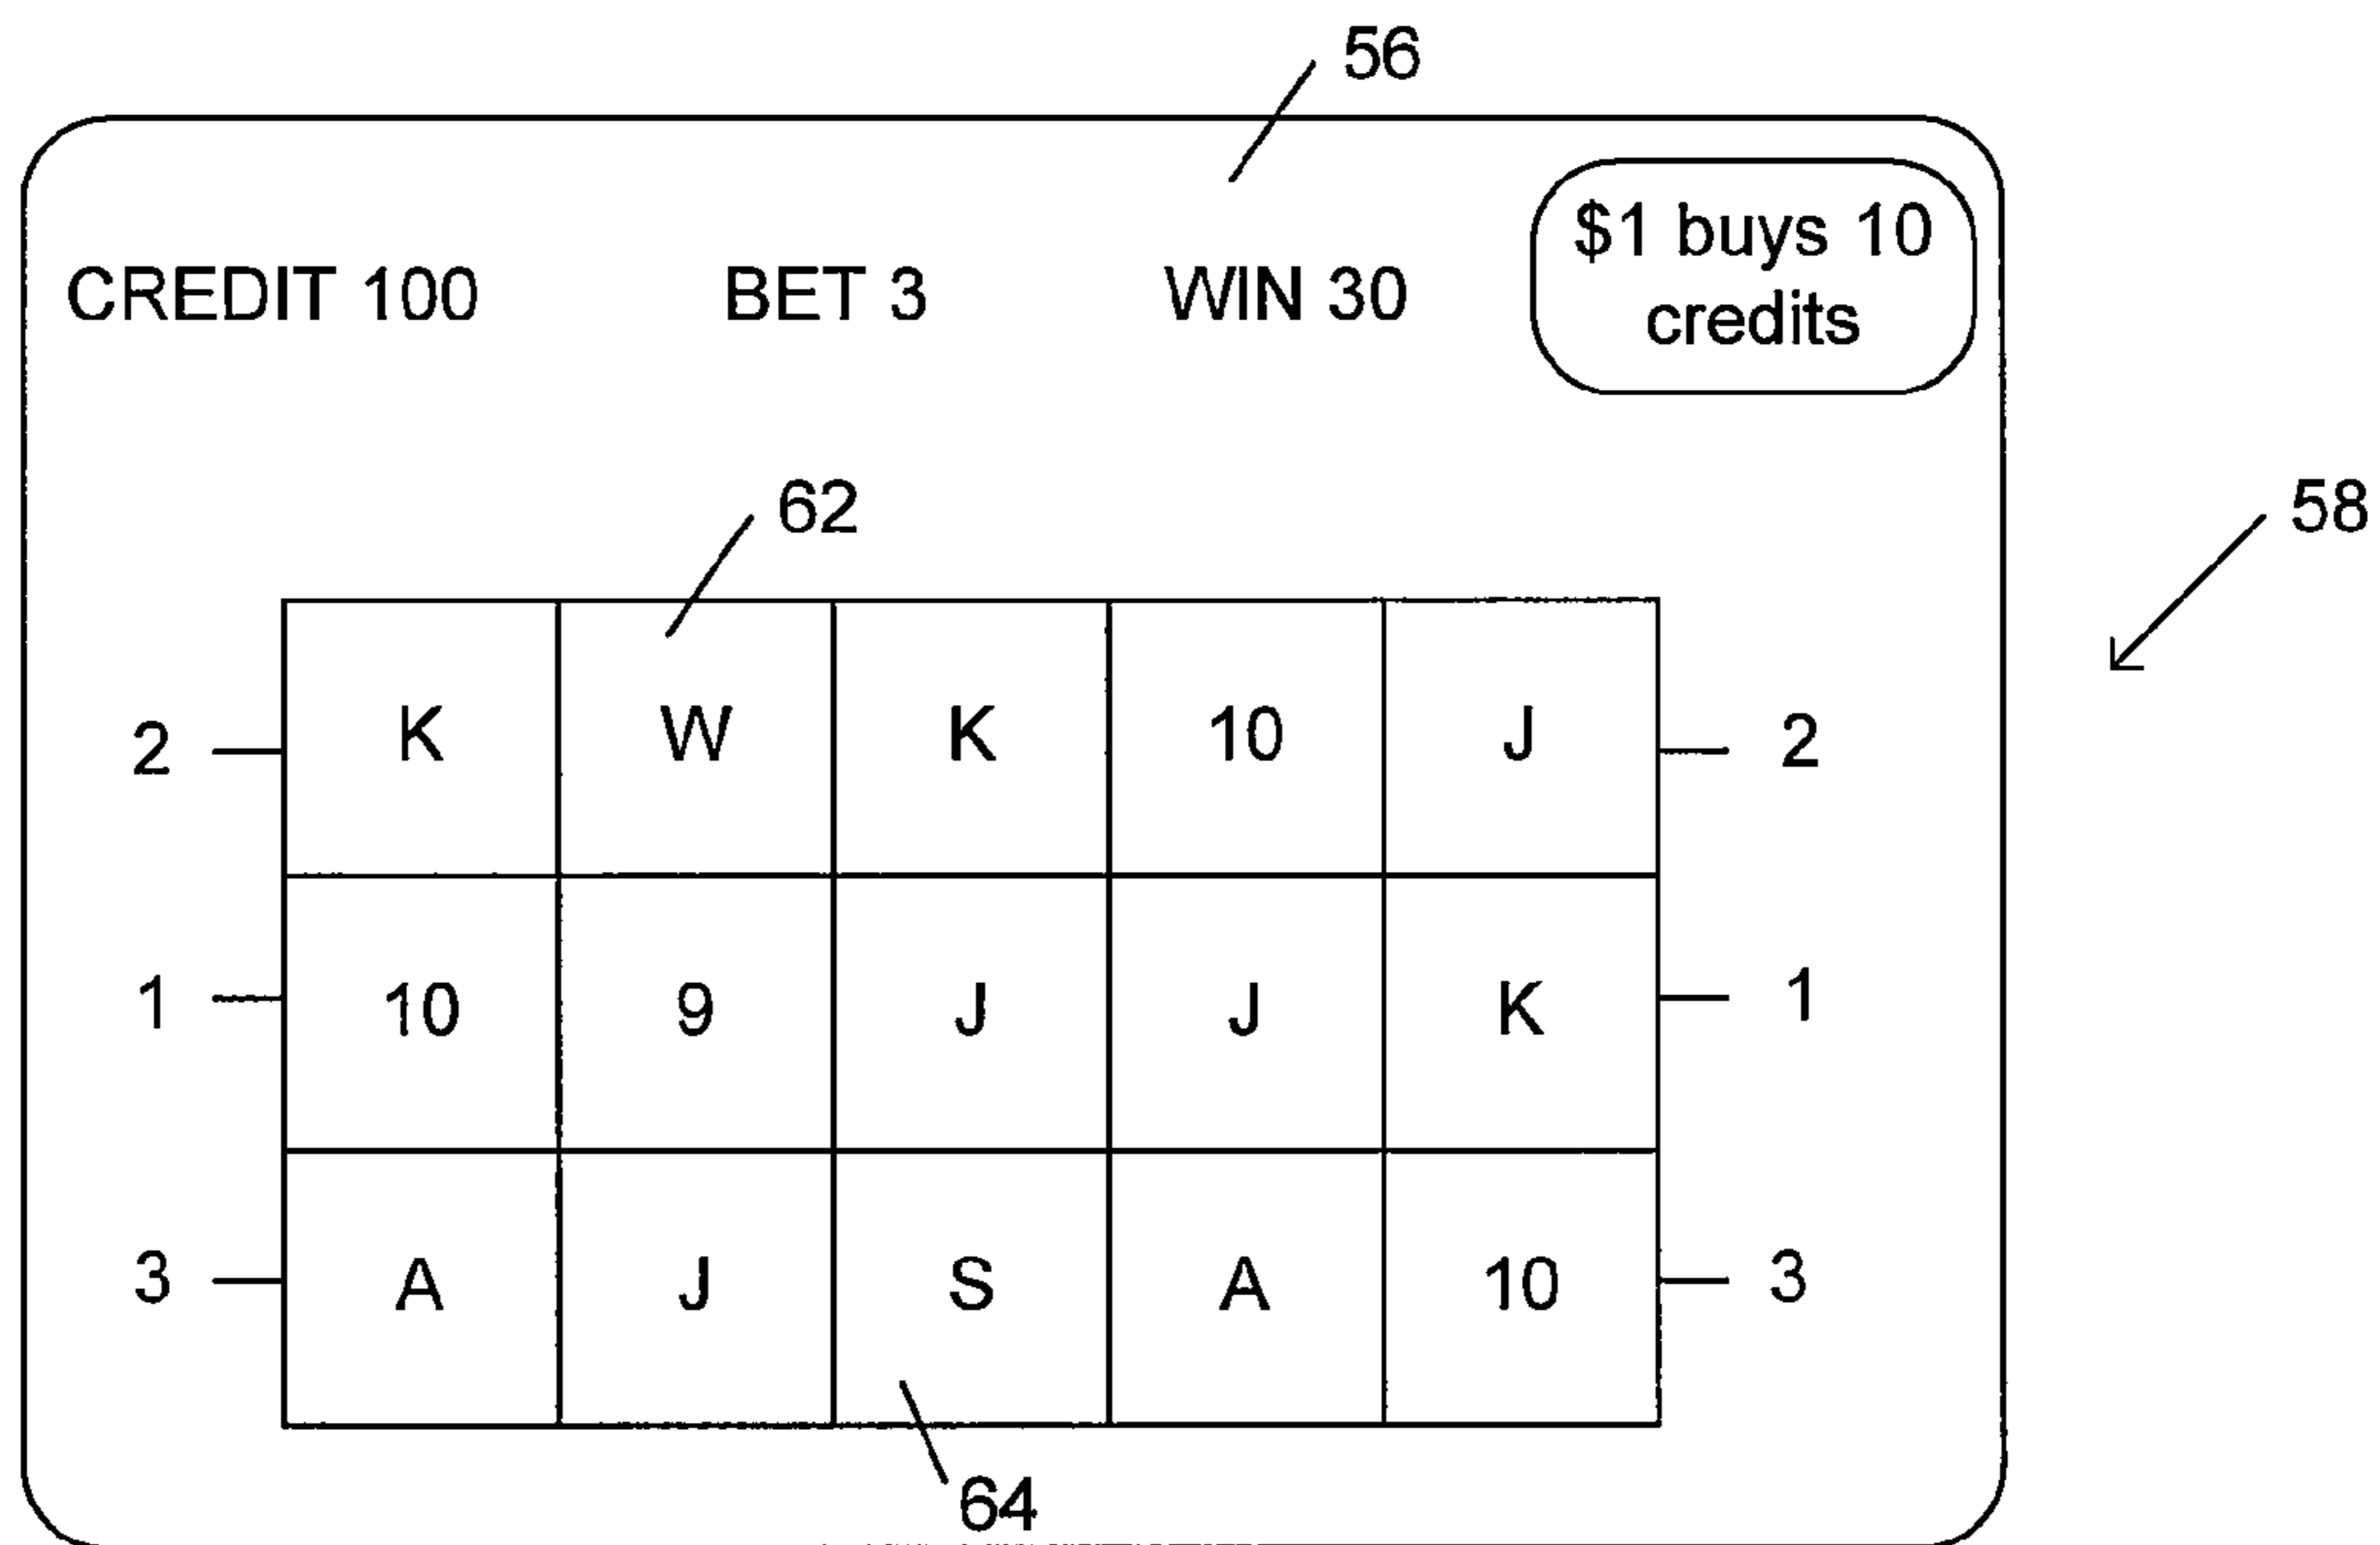 56
$1 buys 10
credits
CREDIT 100 BET 3 WIN 30
62
58
2 K W K 10 J 2
1 10 9 J J K 1
3 A J S A 10 3
64